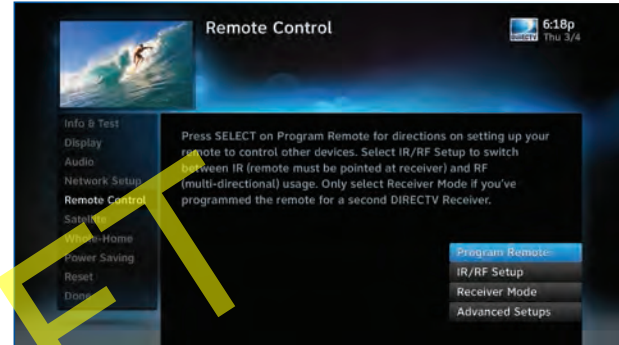 Remote Control
6:18p
DIRECTV Thu 3/4
Info & Test
Display
Audio
Network Setup
Remote Control
Satellite
Whole-Home
Power Saving
Reset
Done
Press SELECT on Program Remote for directions on setting up your
remote to control other devices. Select IR/RF Setup to switch
between IR (remote must be pointed at receiver) and RF
(multi-directional) usage. Only select Receiver Mode if you've
programmed the remote for a second DIRECTV Receiver.
Program Remote
IR/RF Setup
Receiver Mode
Advanced Setups
FT